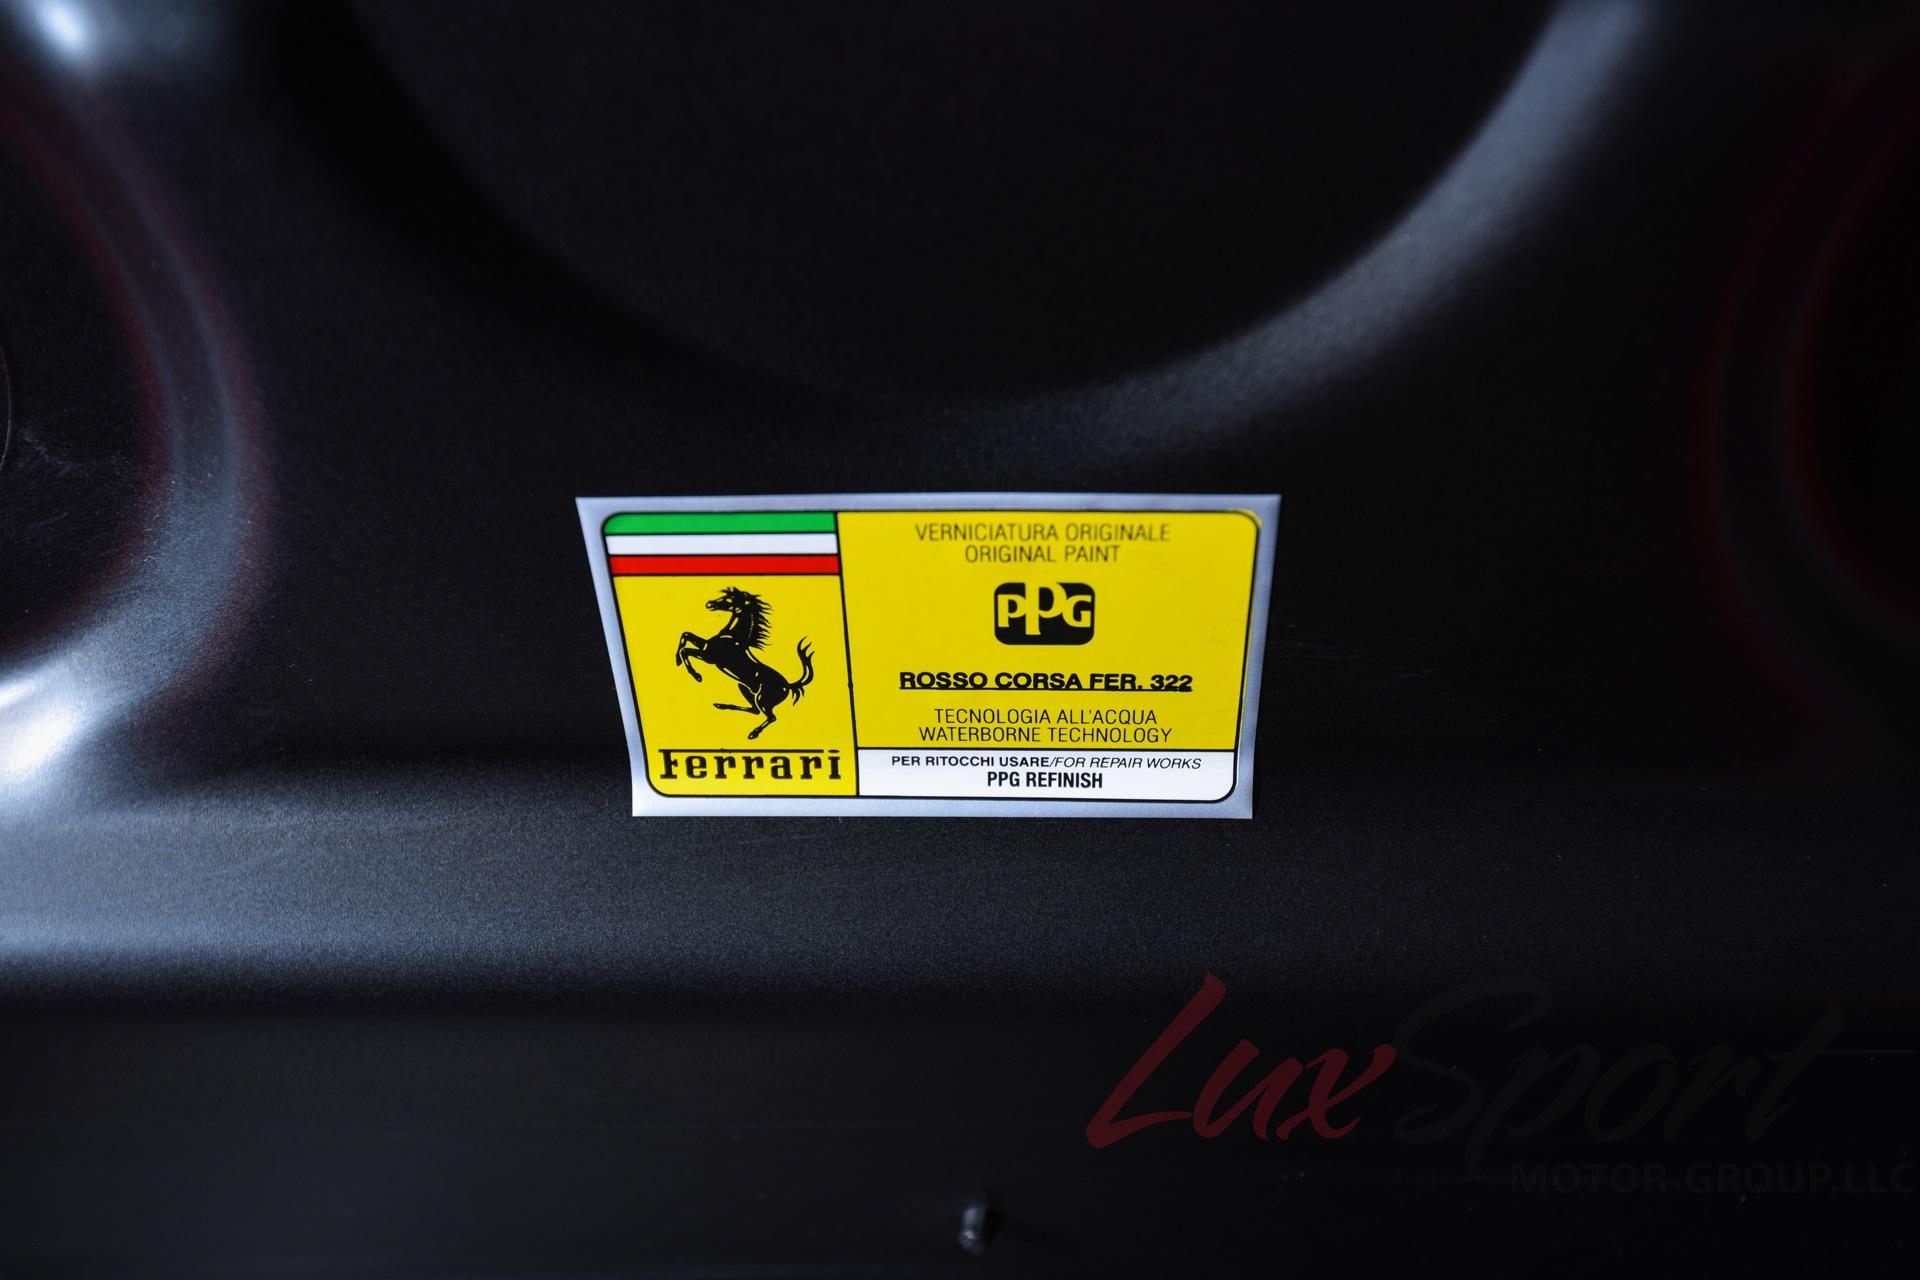 VERNICIATURA ORIGINALE
ORIGINAL PAINT
PPG
ROSSO CORSA FER. 322
TECNOLOGIA ALL'ACQUA
WATERBORNE TECHNOLOGY
Ferrari
PER RITOCCHI USARE/FOR REPAIR WORKS
PPG REFINISH
LuxSport
MOTOR GROUP, LLC